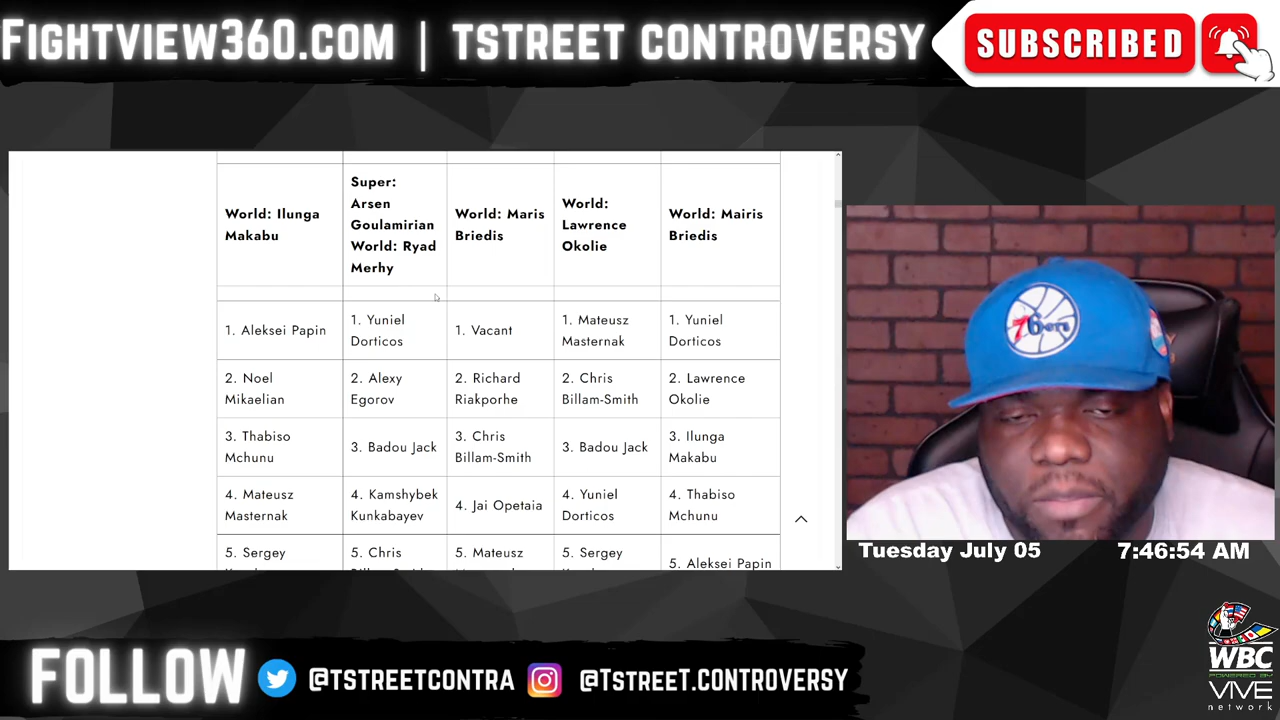 FIGHTVIEW360.COM | TSTREET CONTROVERSY
SUBSCRIBED
World: Ilunga
Makabu
Super:
Arsen
Goulamirian
World: Ryad
Merhy
World: Maris
Briedis
World:
Lawrence
Okolie
World: Mairis
Briedis
1. Aleksei Papin
1. Yuniel
Dorticos
1. Vacant
1. Mateusz
Masternak
1. Yuniel
Dorticos
2. Noel
Mikaelian
2. Alexy
Egorov
2. Richard
Riakporhe
2. Chris
Billam-Smith
2. Lawrence
Okolie
3. Thabiso
Mchunu
3. Badou Jack
3. Chris
Billam-Smith
3. Badou Jack
3. Ilunga
Makabu
4. Mateusz
Masternak
4. Kamshybek
Kunkabayev
4. Jai Opetaia
4. Yuniel
Dorticos
4. Thabiso
Mchunu
5. Sergey
5. Chris
5. Mateusz
5. Sergey
5. Aleksei Papin
76ERS
Tuesday July 05
7:46:54 AM
FOLLOW
@TSTREETCONTRA
@TSTREET.CONTROVERSY
WBC
POWERED BY
VIVE
network